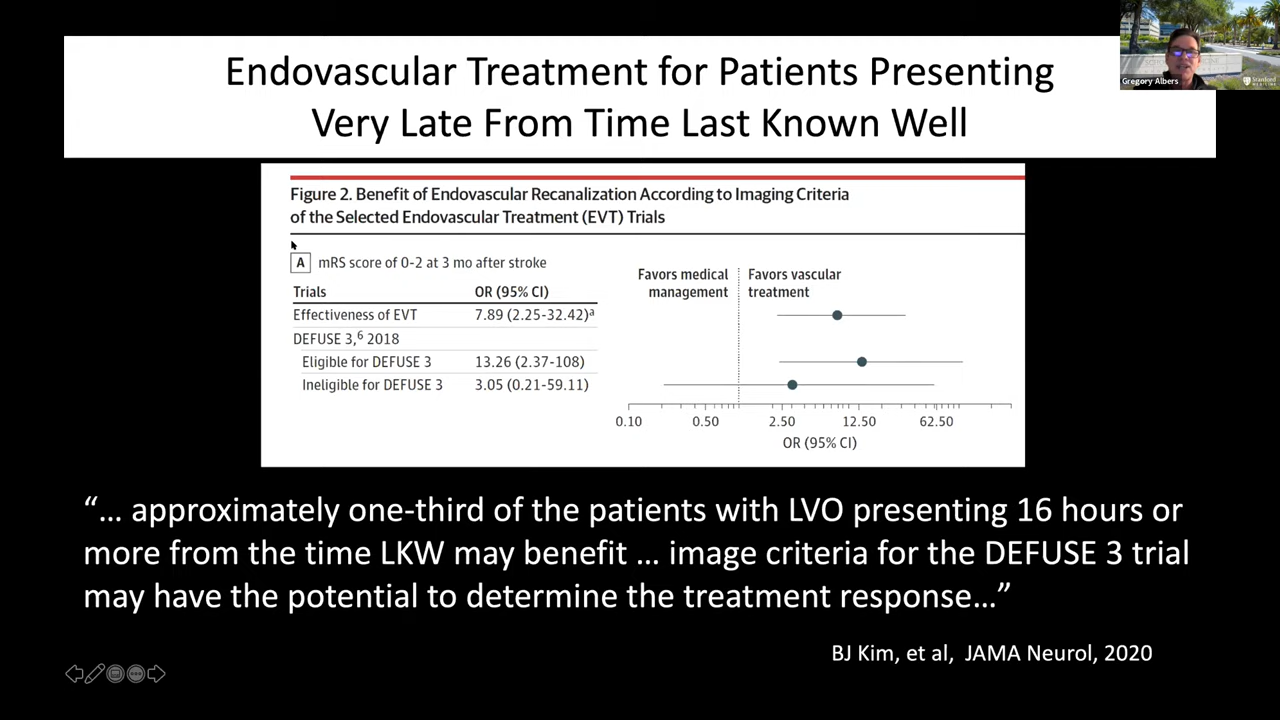 Endovascular Treatment for Patients Presenting
Very Late From Time Last Known Well
Gregory Albers
Stanford
MEDICINE
Figure 2. Benefit of Endovascular Recanalization According to Imaging Criteria
of the Selected Endovascular Treatment (EVT) Trials
A mRS score of 0-2 at 3 mo after stroke
Trials OR (95% CI)
Effectiveness of EVT 7.89 (2.25-32.42)a
DEFUSE 3,6 2018
Eligible for DEFUSE 3 13.26 (2.37-108)
Ineligible for DEFUSE 3 3.05 (0.21-59.11)
Favors medical
management
Favors vascular
treatment
0.10 0.50 2.50 12.50 62.50
OR (95% CI)
“… approximately one-third of the patients with LVO presenting 16 hours or
more from the time LKW may benefit … image criteria for the DEFUSE 3 trial
may have the potential to determine the treatment response…”
BJ Kim, et al, JAMA Neurol, 2020